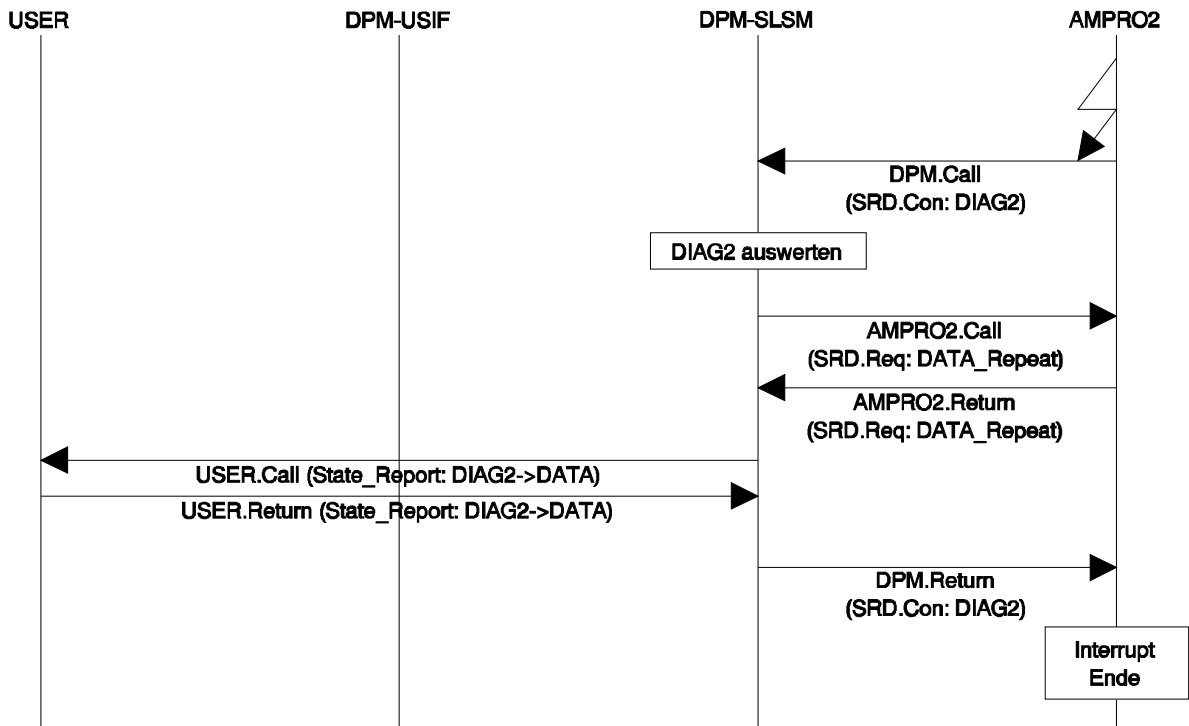 USER DPM-USIF DPM-SLSM AMPRO2
DPM.Call
(SRD.Con: DIAG2)
DIAG2 auswerten
AMPRO2.Call
(SRD.Req: DATA_Repeat)
AMPRO2.Return
(SRD.Req: DATA_Repeat)
USER.Call (State_Report: DIAG2->DATA)
USER.Return (State_Report: DIAG2->DATA)
DPM.Return
(SRD.Con: DIAG2)
Interrupt
Ende